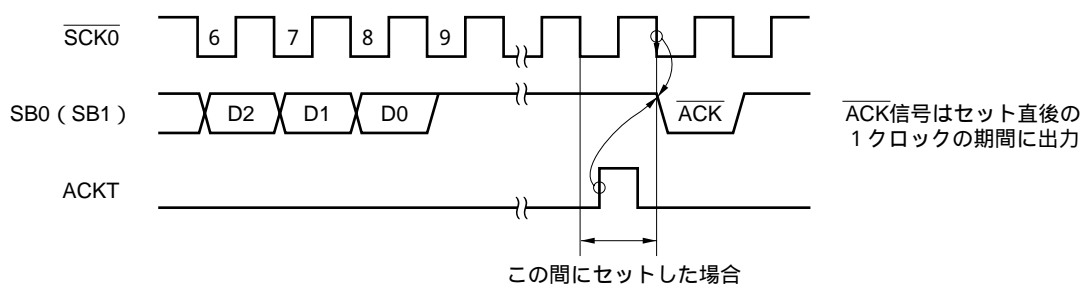 SCK0
6 7 8 9
SB0 ( SB1 )
D2 D1 D0 ACK
ACK信号はセット直後の
1クロックの期間に出力
ACKT
この間にセットした場合